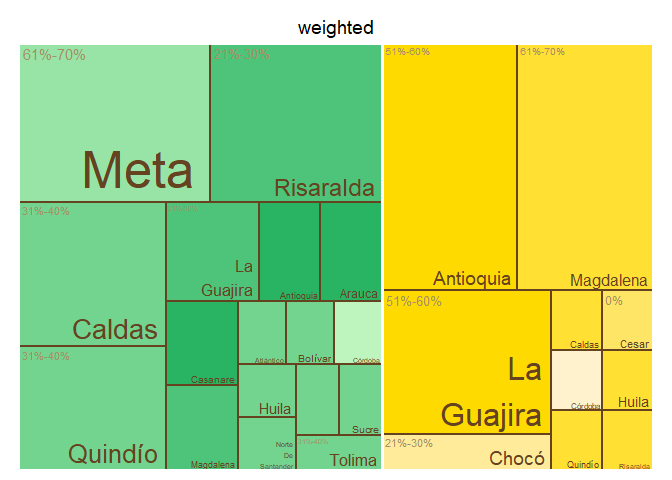 weighted
61%-70%
21%-30%
Meta
Risaralda
31%-40%
La
Guajira
Antioquia
Arauca
Caldas
Casanare
Atlántico
Bolívar
Córdoba
31%-40%
Huila
Sucre
Quindío
Magdalena
Norte
De
Santander
31%-40%
Tolima
51%-60%
61%-70%
Antioquia
Magdalena
51%-60%
La
Guajira
Caldas
0%
Cesar
Córdoba
Huila
21%-30%
Chocó
Quindío
Risaralda